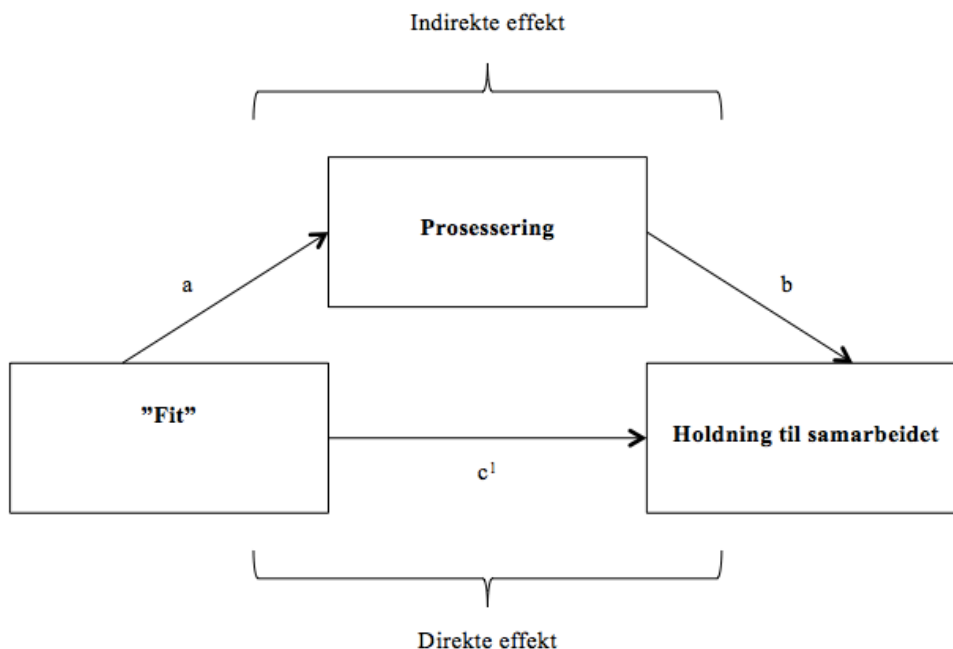 Indirekte effekt
Prosessering
a
b
”Fit”
Holdning til samarbeidet
c¹
Direkte effekt